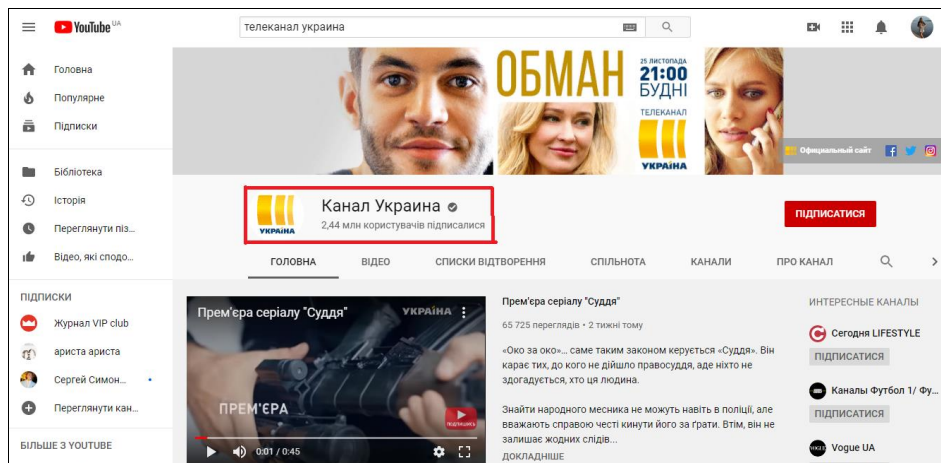 YouTube UA
телеканал украина
Головна
Популярне
Підписки
Бібліотека
Історія
Переглянути піз...
Відео, які сподо...
ПІДПИСКИ
Журнал VIP club
ариста ариста
Сергей Симон...
Переглянути кан...
БІЛЬШЕ З YOUTUBE
ОБМАН
25 ЛИСТОПАДА
21:00
БУДНІ
ТЕЛЕКАНАЛ
УКРАЇНА
Официальный сайт
УКРАЇНА
Канал Украина
2,44 млн користувачів підписалися
ПІДПИСАТИСЯ
ГОЛОВНА ВІДЕО СПИСКИ ВІДТВОРЕННЯ СПІЛЬНОТА КАНАЛИ ПРО КАНАЛ
Прем'єра серіалу "Суддя"
УКРАЇНА
ПРЕМ'ЄРА
0:01 / 0:45
Прем'єра серіалу "Суддя"
65 725 переглядів • 2 тижні тому
«Око за око»... саме таким законом керується «Суддя». Він
карає тих, до кого не дійшло правосуддя, аде ніхто не
здогадується, хто ця людина.
Знайти народного месника не можуть навіть в поліції, але
вважають справою честі кинути його за ґрати. Втім, він не
залишає жодних слідів...
ДОКЛАДНІШЕ
ИНТЕРЕСНЫЕ КАНАЛЫ
Сегодня LIFESTYLE
ПІДПИСАТИСЯ
Каналы Футбол 1/ Фу...
ПІДПИСАТИСЯ
Vogue UA